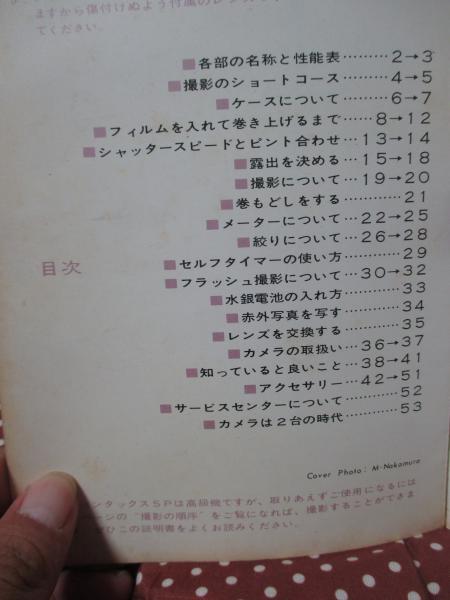 ますから傷付けぬよう付属のレンズ
てください。
■各部の名称と性能表………2→3
■撮影のショートコース………4→5
■ケースについて………6→7
■フィルムを入れて巻き上げるまで……8→12
■シャッタースピードとピント合わせ…13→14
■露出を決める…15→18
■撮影について…19→20
■巻もどしをする…………21
■メーターについて…22→25
■絞りについて…26→28
目次
■セルフタイマーの使い方…………29
■フラッシュ撮影について…30→32
■水銀電池の入れ方…………33
■赤外写真を写す…………34
■レンズを交換する…………35
■カメラの取扱い…36→37
■知っていると良いこと…38→41
■アクセサリー…42→51
■サービスセンターについて…………52
■カメラは2台の時代…………53
Cover Photo: M-Nakamura
ンタックスSPは高級機ですが、取りあえずご使用になるには
ージの“撮影の順序”をご覧になれば、撮影することができま
ひこの説明書をよくお読みください。